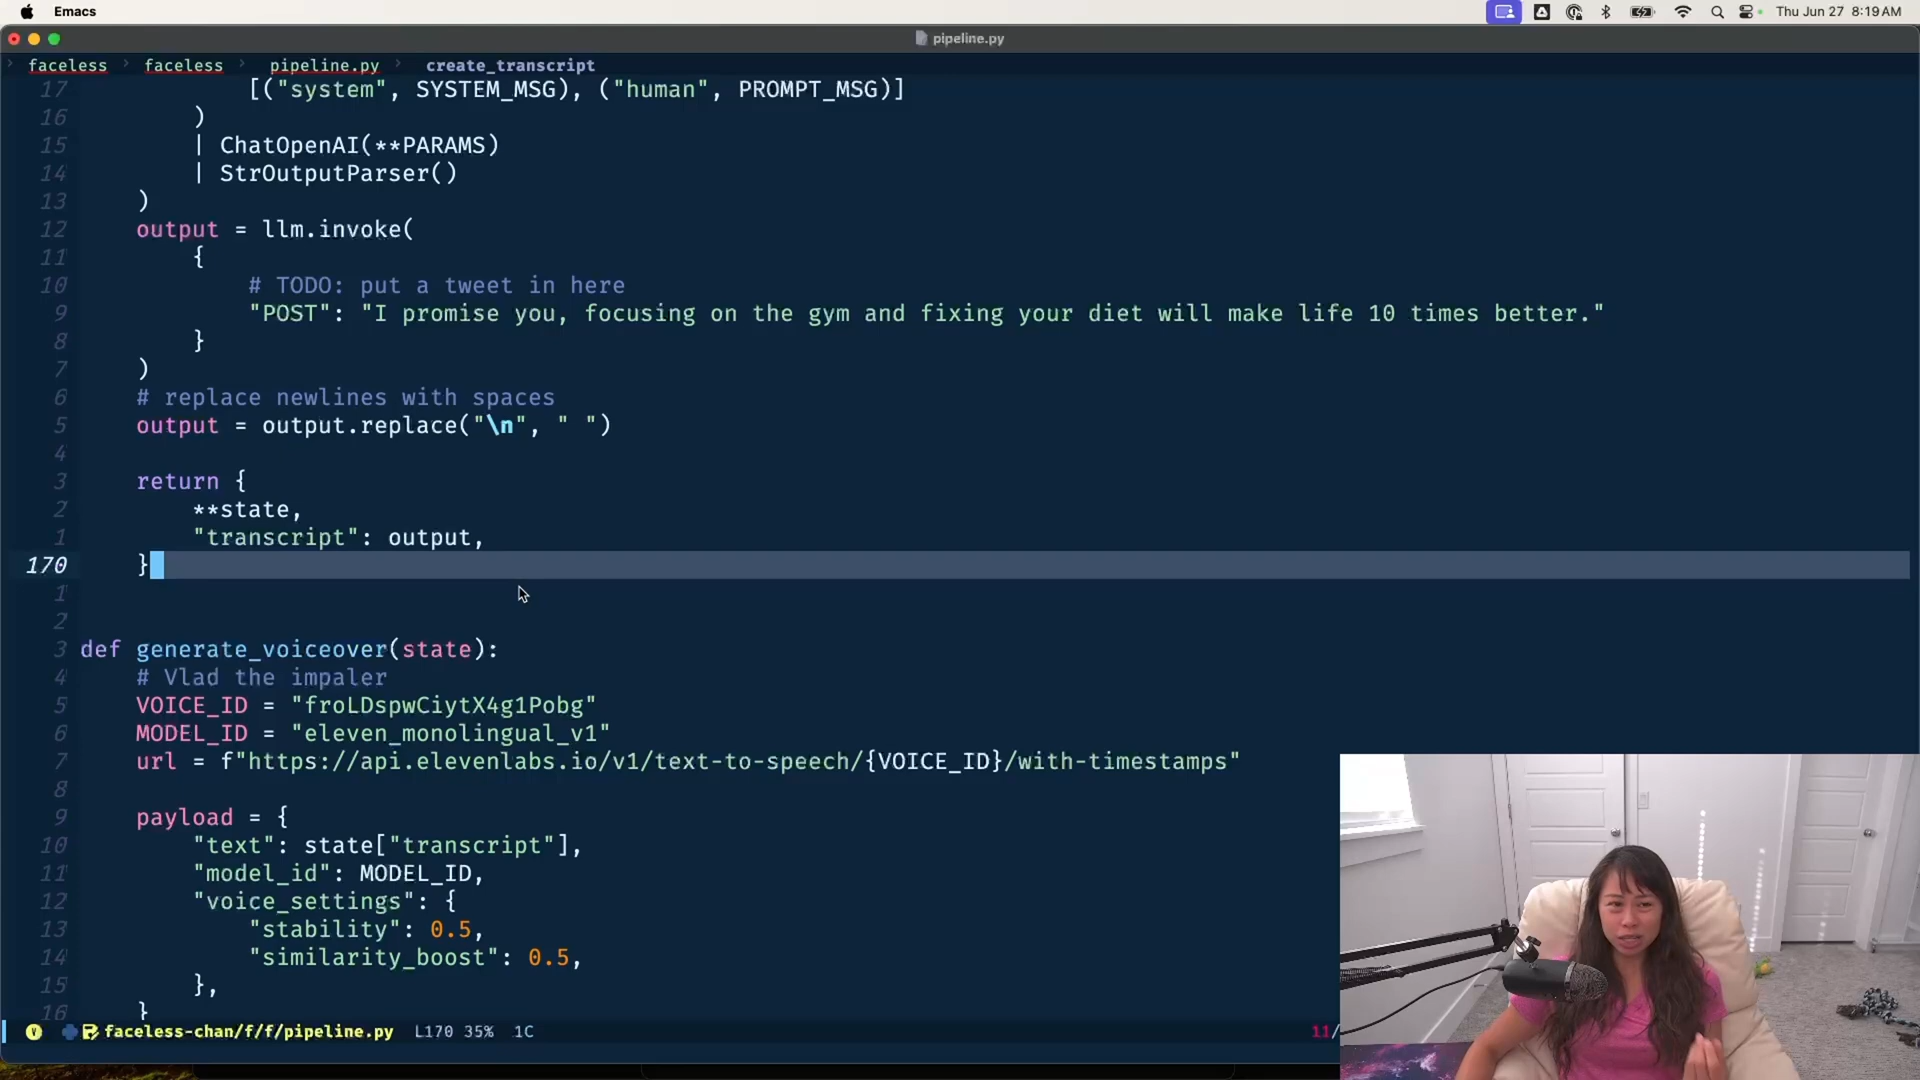 Emacs
Thu Jun 27 8:19 AM
pipeline.py
faceless > faceless > pipeline.py > create_transcript
17 [("system", SYSTEM_MSG), ("human", PROMPT_MSG)]
16 )
15 | ChatOpenAI(**PARAMS)
14 | StrOutputParser()
13 )
12 output = llm.invoke(
11 {
10 # TODO: put a tweet in here
9 "POST": "I promise you, focusing on the gym and fixing your diet will make life 10 times better."
8 }
7 )
6 # replace newlines with spaces
5 output = output.replace("\n", " ")
4
3 return {
2 **state,
1 "transcript": output,
170 }
1
2
3 def generate_voiceover(state):
4 # Vlad the impaler
5 VOICE_ID = "froLDspwCiytX4g1Pobg"
6 MODEL_ID = "eleven_monolingual_v1"
7 url = f"https://api.elevenlabs.io/v1/text-to-speech/{VOICE_ID}/with-timestamps"
8
9 payload = {
10 "text": state["transcript"],
11 "model_id": MODEL_ID,
12 "voice_settings": {
13 "stability": 0.5,
14 "similarity_boost": 0.5,
15 },
16 }
faceless-chan/f/f/pipeline.py L170 35% 1C 11/